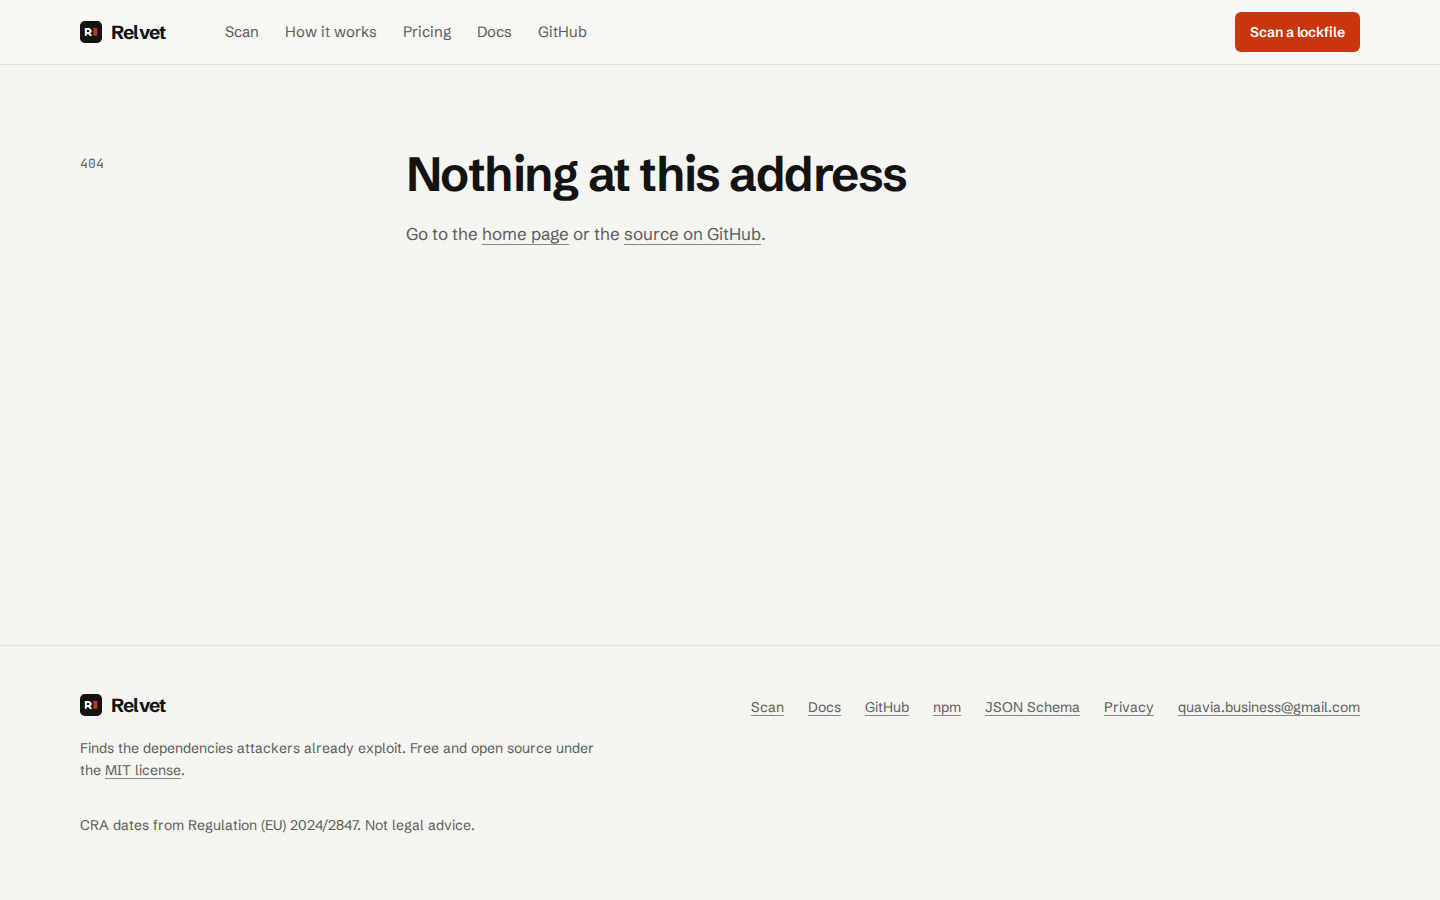 Relvet
Scan How it works Pricing Docs GitHub
Scan a lockfile
404
Nothing at this address
Go to the home page or the source on GitHub.
Relvet
Scan Docs GitHub npm JSON Schema Privacy quavia.business@gmail.com
Finds the dependencies attackers already exploit. Free and open source under
the MIT license.
CRA dates from Regulation (EU) 2024/2847. Not legal advice.